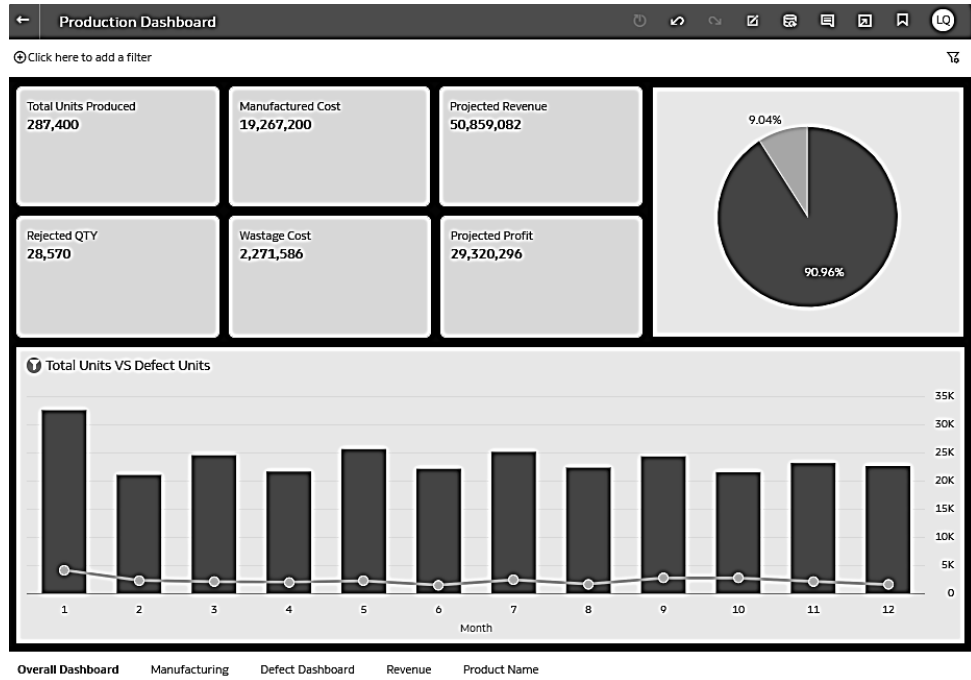 Production Dashboard
LQ
Click here to add a filter
Total Units Produced
287,400
Manufactured Cost
19,267,200
Projected Revenue
50,859,082
Rejected QTY
28,570
Wastage Cost
2,271,586
Projected Profit
29,320,296
9.04%
90.96%
Total Units VS Defect Units
35K
30K
25K
20K
15K
10K
5K
0
1 2 3 4 5 6 7 8 9 10 11 12
Month
Overall Dashboard Manufacturing Defect Dashboard Revenue Product Name